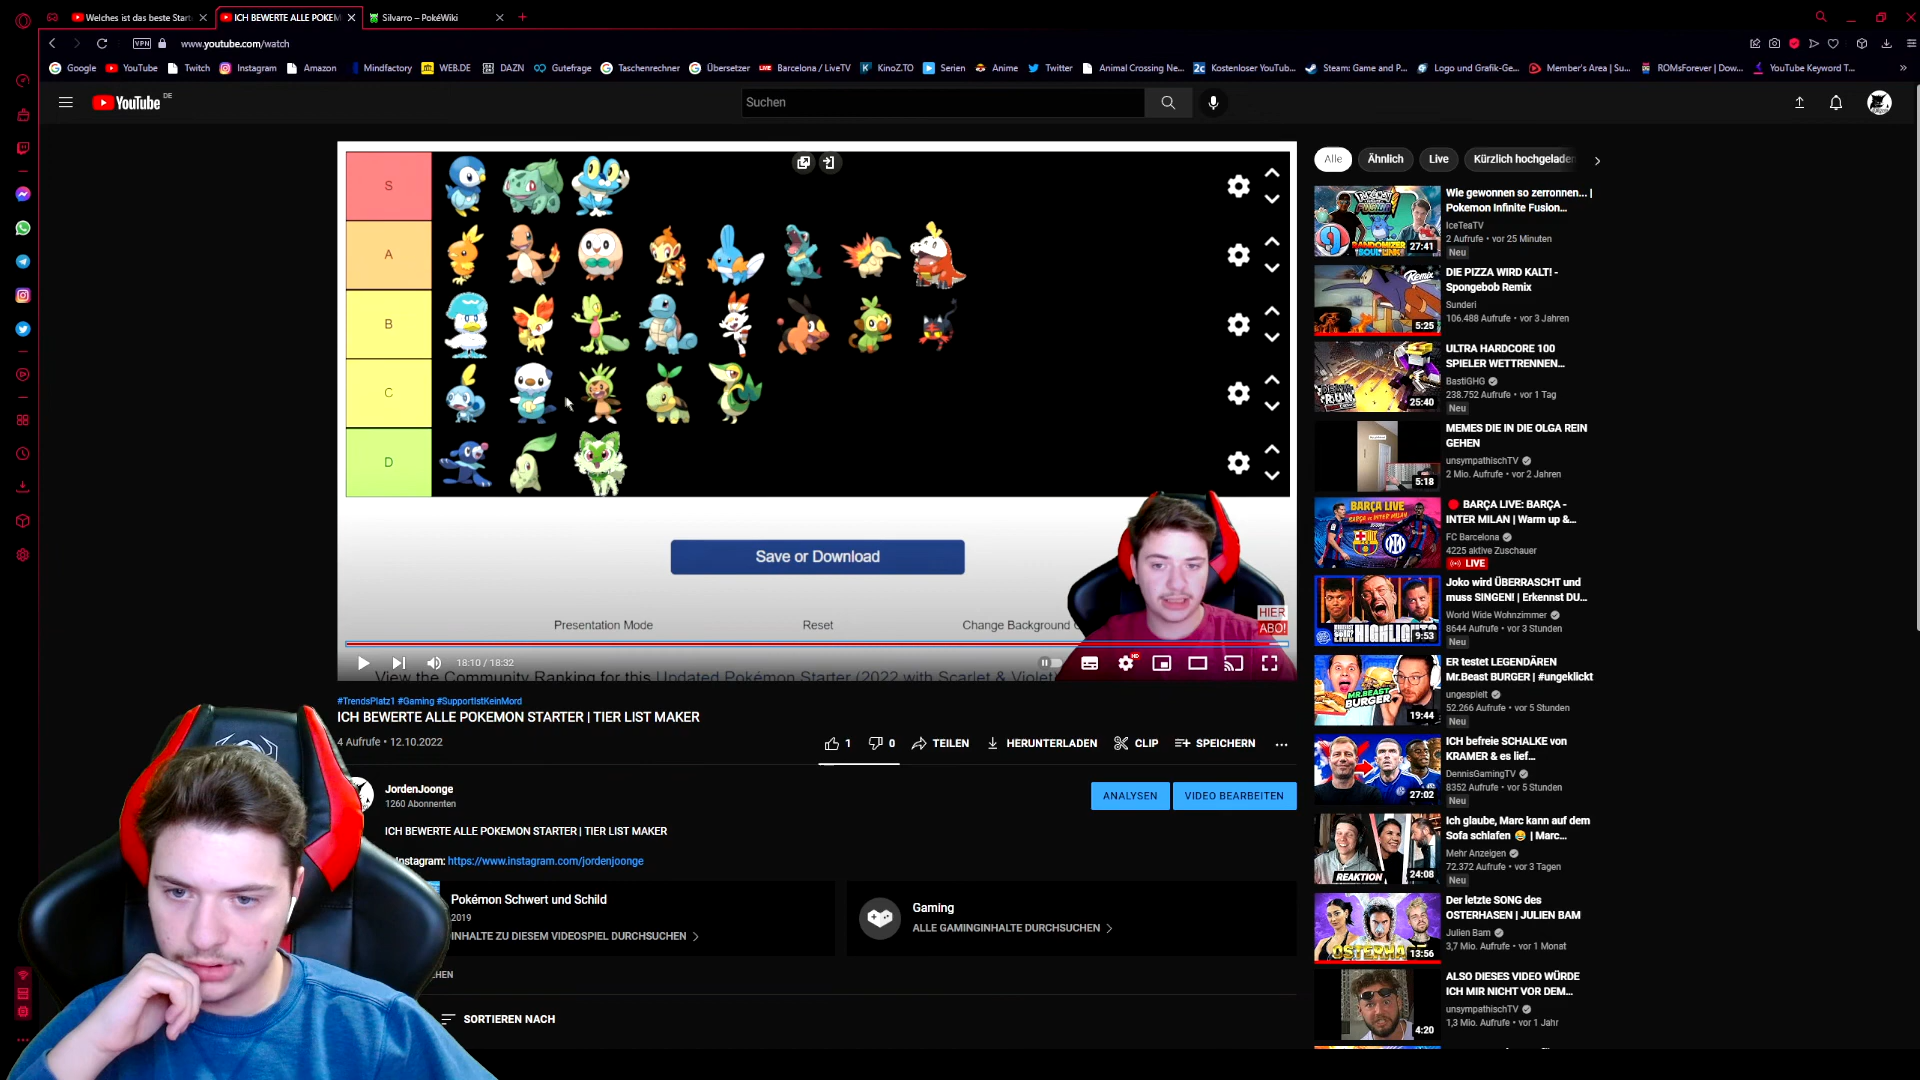 Welches ist das beste Start
ICH BEWERTE ALLE POKEM
Silvarro – PokéWiki
VPN
www.youtube.com/watch
Google
YouTube
Twitch
Instagram
Amazon
Mindfactory
WEB.DE
DAZN
Gutefrage
Taschenrechner
Übersetzer
Barcelona / LiveTV
KinoZ.TO
Serien
Anime
Twitter
Animal Crossing Ne...
Kostenloser YouTub...
Steam: Game and P...
Logo und Grafik-Ge...
Member's Area | Su...
ROMsForever | Dow...
YouTube Keyword T...
YouTube DE
Suchen
S
A
B
C
D
Save or Download
Presentation Mode
Reset
Change Background
HIER
ABO!
18:10 / 18:32
View the Community Ranking for this Updated Pokémon Starter (2022 with Scarlet & Violet
#TrendsPlatz1 #Gaming #SupportIstKeinMord
ICH BEWERTE ALLE POKEMON STARTER | TIER LIST MAKER
4 Aufrufe • 12.10.2022
1
0
TEILEN
HERUNTERLADEN
CLIP
SPEICHERN
JordenJoonge
1260 Abonnenten
ANALYSEN
VIDEO BEARBEITEN
ICH BEWERTE ALLE POKEMON STARTER | TIER LIST MAKER
Instagram: https://www.instagram.com/jordenjoonge
Pokémon Schwert und Schild
2019
INHALTE ZU DIESEM VIDEOSPIEL DURCHSUCHEN
Gaming
ALLE GAMINGINHALTE DURCHSUCHEN
HEN
SORTIEREN NACH
Alle
Ähnlich
Live
Kürzlich hochgeladen
Wie gewonnen so zerronnen... |
Pokemon Infinite Fusion...
IceTeaTV
2 Aufrufe • vor 25 Minuten
Neu
27:41
DIE PIZZA WIRD KALT! -
Spongebob Remix
Sunderi
106.488 Aufrufe • vor 3 Jahren
Remix
5:25
ULTRA HARDCORE 100
SPIELER WETTRENNEN...
BastiGHG
238.752 Aufrufe • vor 1 Tag
Neu
25:40
MEMES DIE IN DIE OLGA REIN
GEHEN
unsympathischTV
2 Mio. Aufrufe • vor 2 Jahren
5:18
BARÇA LIVE: BARÇA -
INTER MILAN | Warm up &...
FC Barcelona
4225 aktive Zuschauer
LIVE
BARÇA LIVE
Joko wird ÜBERRASCHT und
muss SINGEN! | Erkennst DU...
World Wide Wohnzimmer
8644 Aufrufe • vor 3 Stunden
Neu
HIGHLIGHTS
9:53
ER testet LEGENDÄREN
Mr.Beast BURGER | #ungeklickt
ungespielt
52.266 Aufrufe • vor 5 Stunden
Neu
MR.BEAST
BURGER
19:44
ICH befreie SCHALKE von
KRAMER & es lief...
DennisGamingTV
8352 Aufrufe • vor 5 Stunden
Neu
27:02
Ich glaube, Marc kann auf dem
Sofa schlafen 😂 | Marc...
Mehr Anzeigen
72.372 Aufrufe • vor 3 Tagen
Neu
REAKTION
24:08
Der letzte SONG des
OSTERHASEN | JULIEN BAM
Julien Bam
3,7 Mio. Aufrufe • vor 1 Monat
13:56
ALSO DIESES VIDEO WÜRDE
ICH MIR NICHT VOR DEM...
unsympathischTV
1,3 Mio. Aufrufe • vor 1 Jahr
4:20